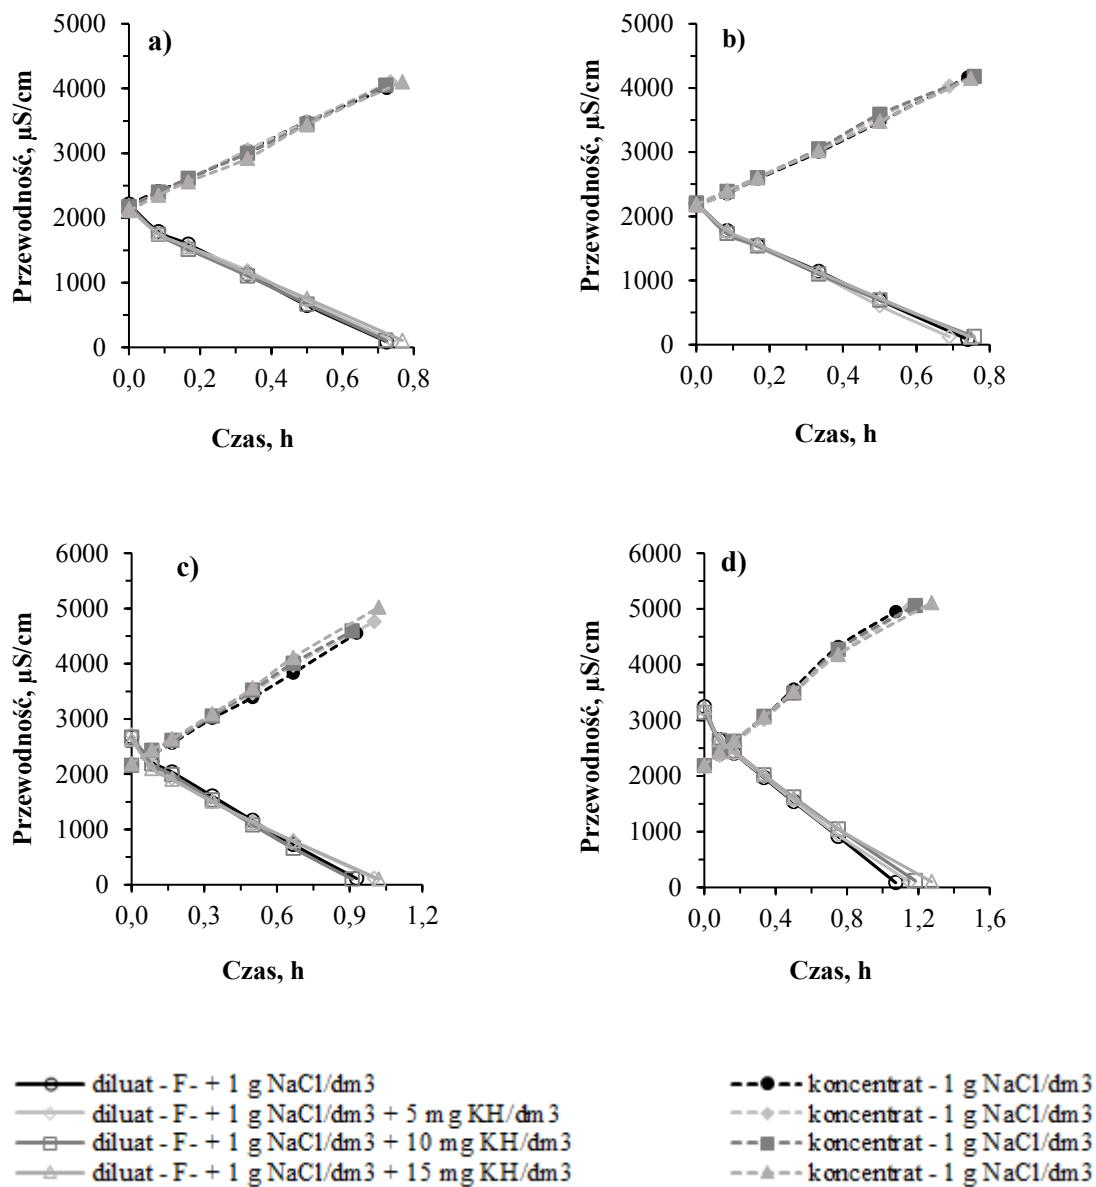 a)
5000
4000
3000
2000
1000
0
Przewodność, µS/cm
0,0 0,2 0,4 0,6 0,8
Czas, h
b)
5000
4000
3000
2000
1000
0
Przewodność, µS/cm
0,0 0,2 0,4 0,6 0,8
Czas, h
c)
6000
5000
4000
3000
2000
1000
0
Przewodność, µS/cm
0,0 0,3 0,6 0,9 1,2
Czas, h
d)
6000
5000
4000
3000
2000
1000
0
Przewodność, µS/cm
0,0 0,4 0,8 1,2 1,6
Czas, h
diluat - F- + 1 g NaCl/dm3
diluat - F- + 1 g NaCl/dm3 + 5 mg KH/dm3
diluat - F- + 1 g NaCl/dm3 + 10 mg KH/dm3
diluat - F- + 1 g NaCl/dm3 + 15 mg KH/dm3
koncentrat - 1 g NaCl/dm3
koncentrat - 1 g NaCl/dm3
koncentrat - 1 g NaCl/dm3
koncentrat - 1 g NaCl/dm3